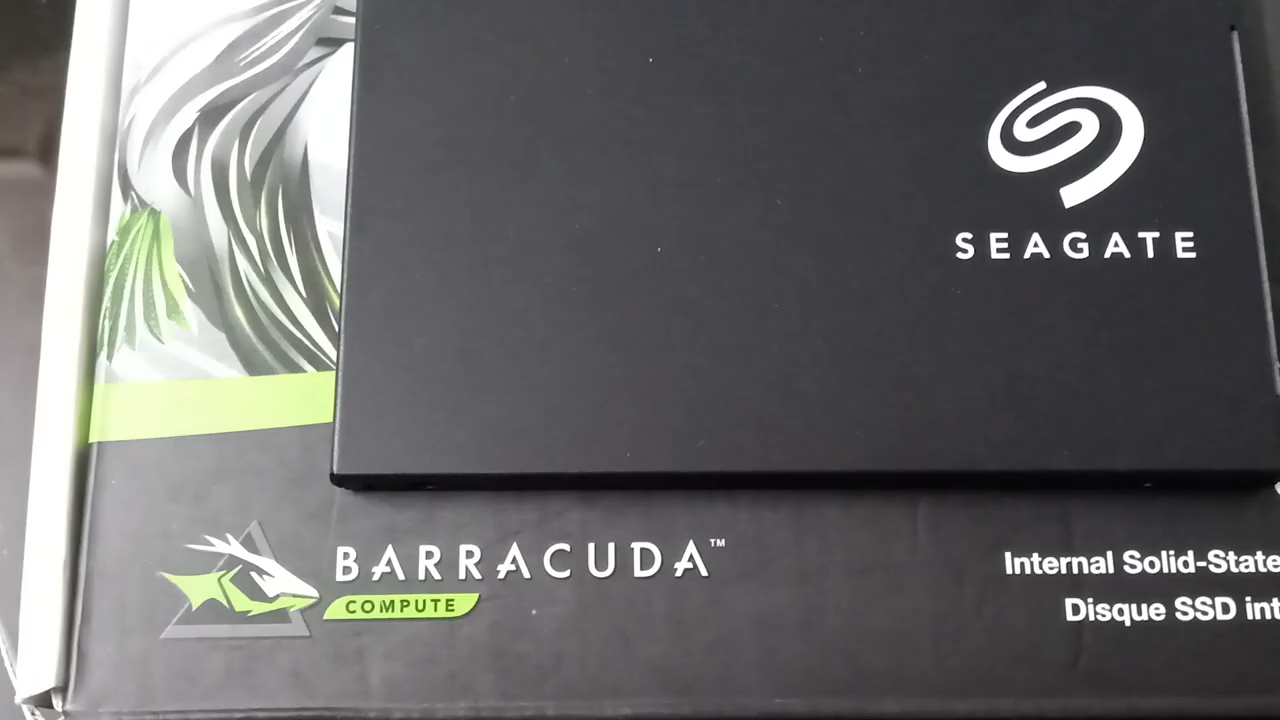 SEAGATE
BARRACUDA™
COMPUTE
Internal Solid-State
Disque SSD int